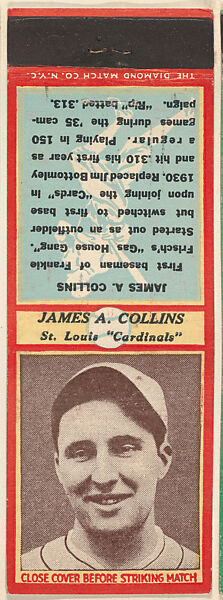 THE DIAMOND MATCH CO. N.Y.C.
JAMES A. COLLINS
First baseman Frankie
Frisch's "Gas House Gang".
Started out as an outfielder
but switched to first base
upon joining the "Cards" in
1930. Replaced Jim Bottomley
and hit .310 his first year as
a regular. Playing in 150
games during the '35 cam-
paign. "Rip" batted .313.
JAMES A. COLLINS
St. Louis "Cardinals"
CLOSE COVER BEFORE STRIKING MATCH